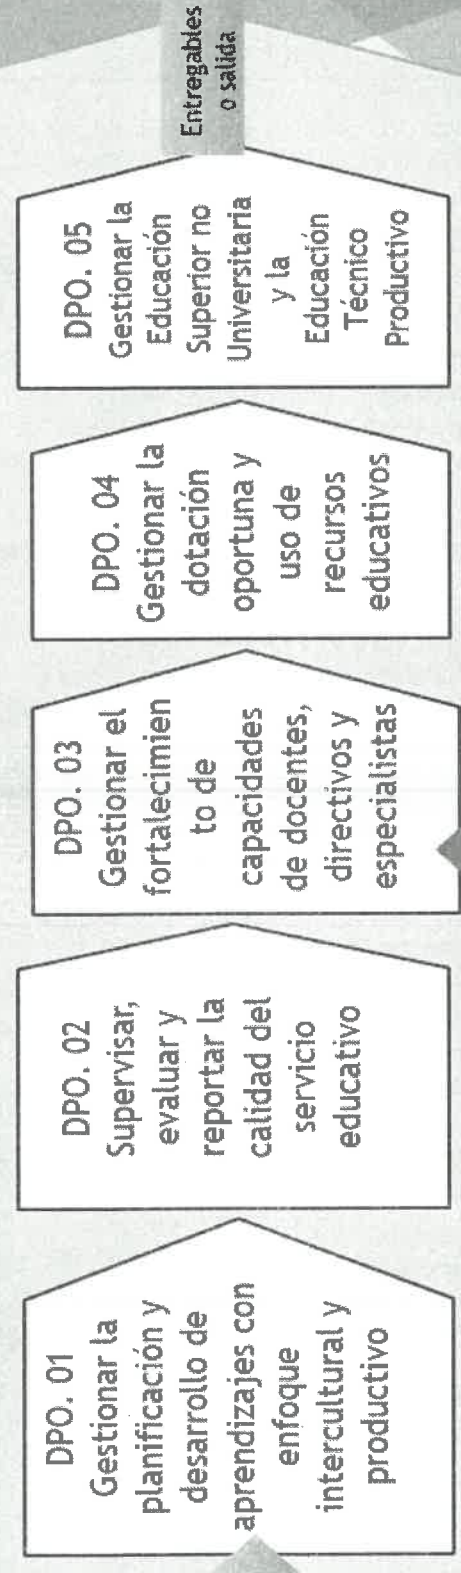 DPO. 01
Gestionar la
planificación y
desarrollo de
aprendizajes con
enfoque
intercultural y
productivo
DPO. 02
Supervisar,
evaluar y
reportar la
calidad del
servicio
educativo
DPO. 03
Gestionar el
fortalecimien
to de
capacidades
de docentes,
directivos y
especialistas
DPO. 04
Gestionar la
dotación
oportuna y
uso de
recursos
educativos
DPO. 05
Gestionar la
Educación
Superior no
Universitaria
y la
Educación
Técnico
Productivo
Entregables
o salida